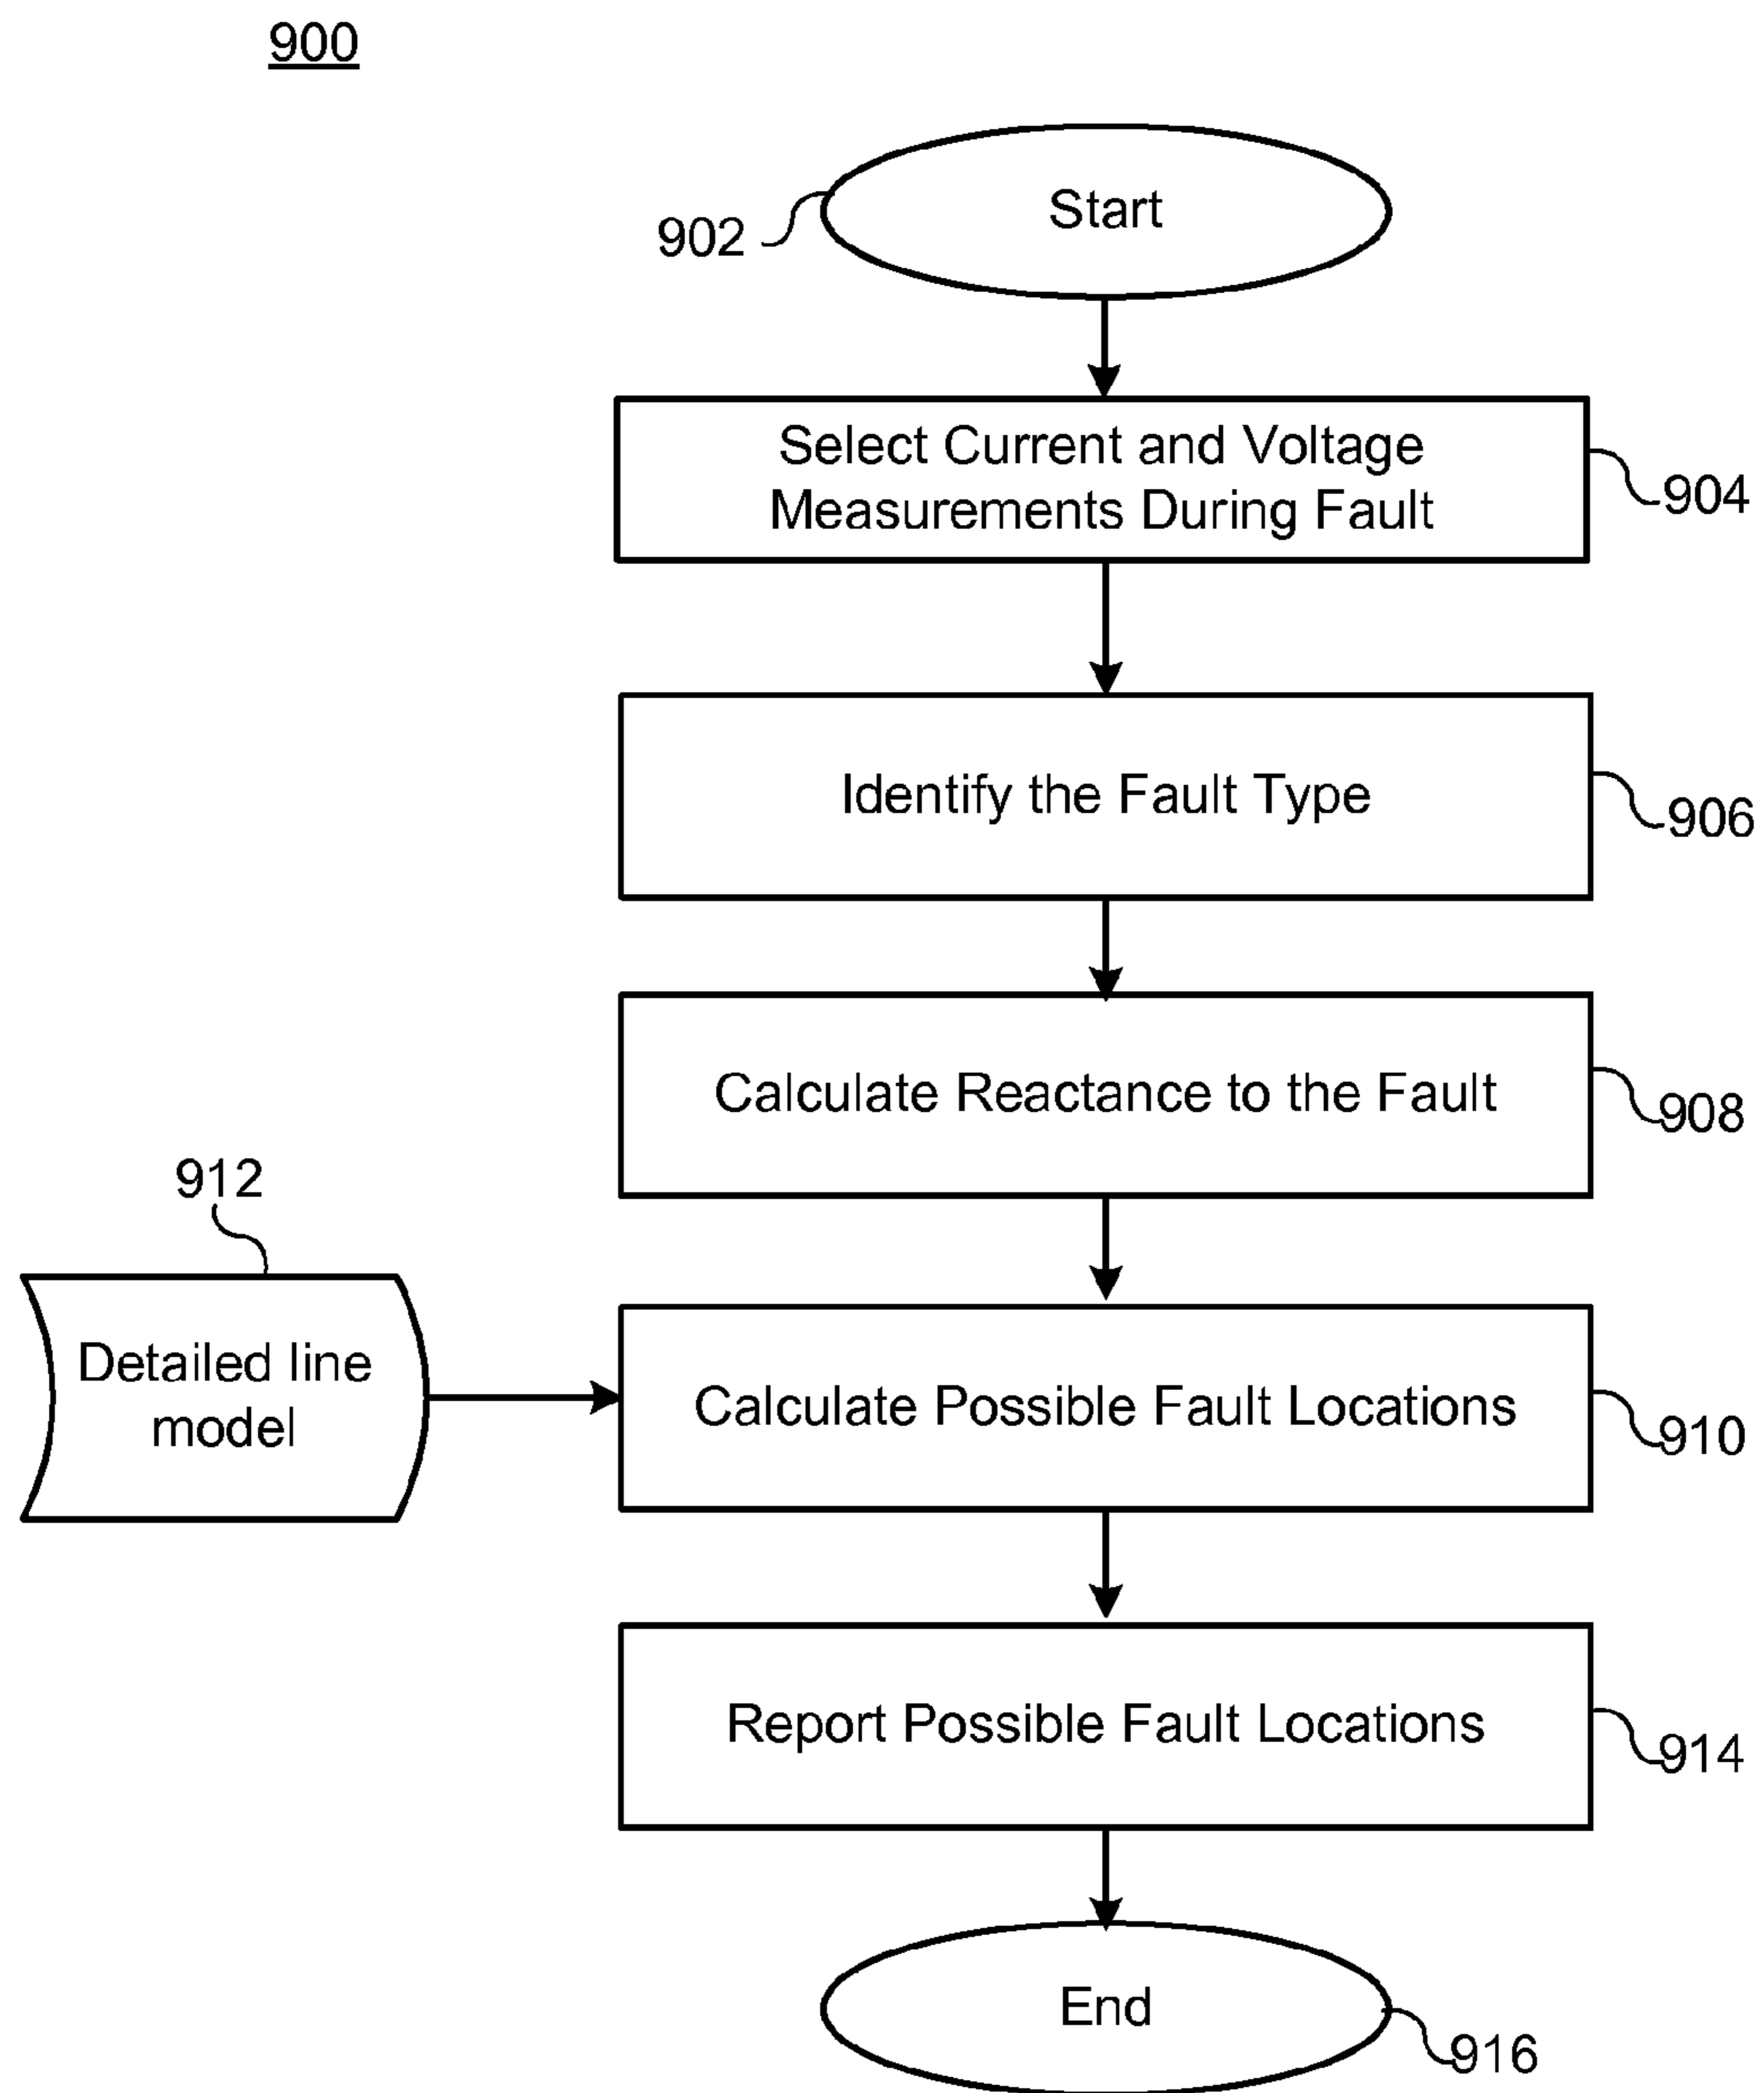 900
Start
902
Select Current and Voltage
Measurements During Fault
904
Identify the Fault Type
906
Calculate Reactance to the Fault
908
912
Detailed line
model
Calculate Possible Fault Locations
910
Report Possible Fault Locations
914
End
916